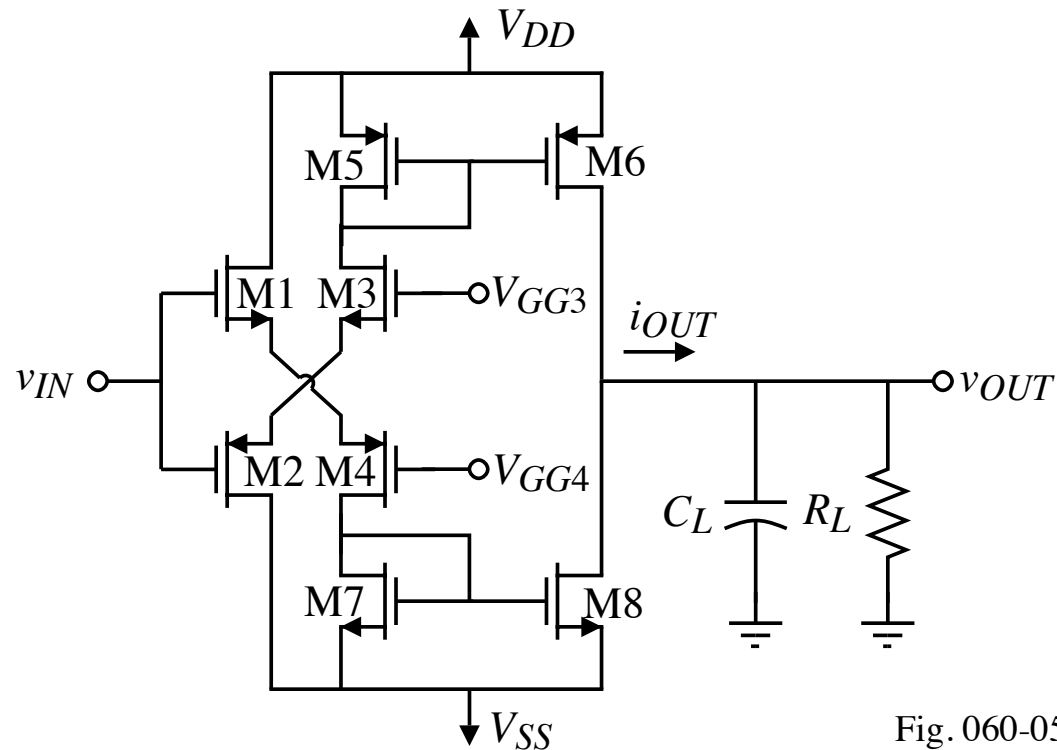 VDD
M5
M6
M1
M3
VGG3
iOUT
vIN
vOUT
M2
M4
VGG4
CL
RL
M7
M8
VSS
Fig. 060-05